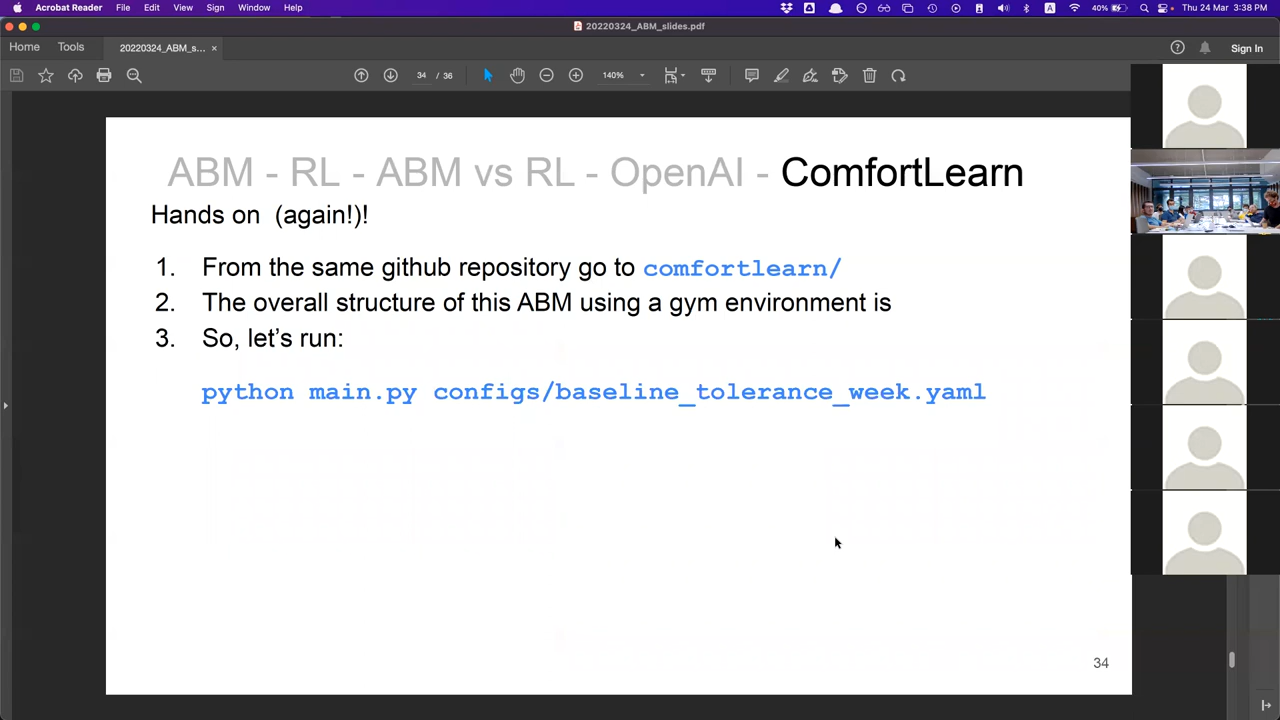 Acrobat Reader File Edit View Sign Window Help
A 40% Thu 24 Mar 3:38 PM
20220324_ABM_slides.pdf
Home Tools 20220324_ABM_s... × Sign In
34 / 36 140%
ABM - RL - ABM vs RL - OpenAI - ComfortLearn
Hands on (again!)!
1. From the same github repository go to comfortlearn/
2. The overall structure of this ABM using a gym environment is
3. So, let's run:
python main.py configs/baseline_tolerance_week.yaml
34